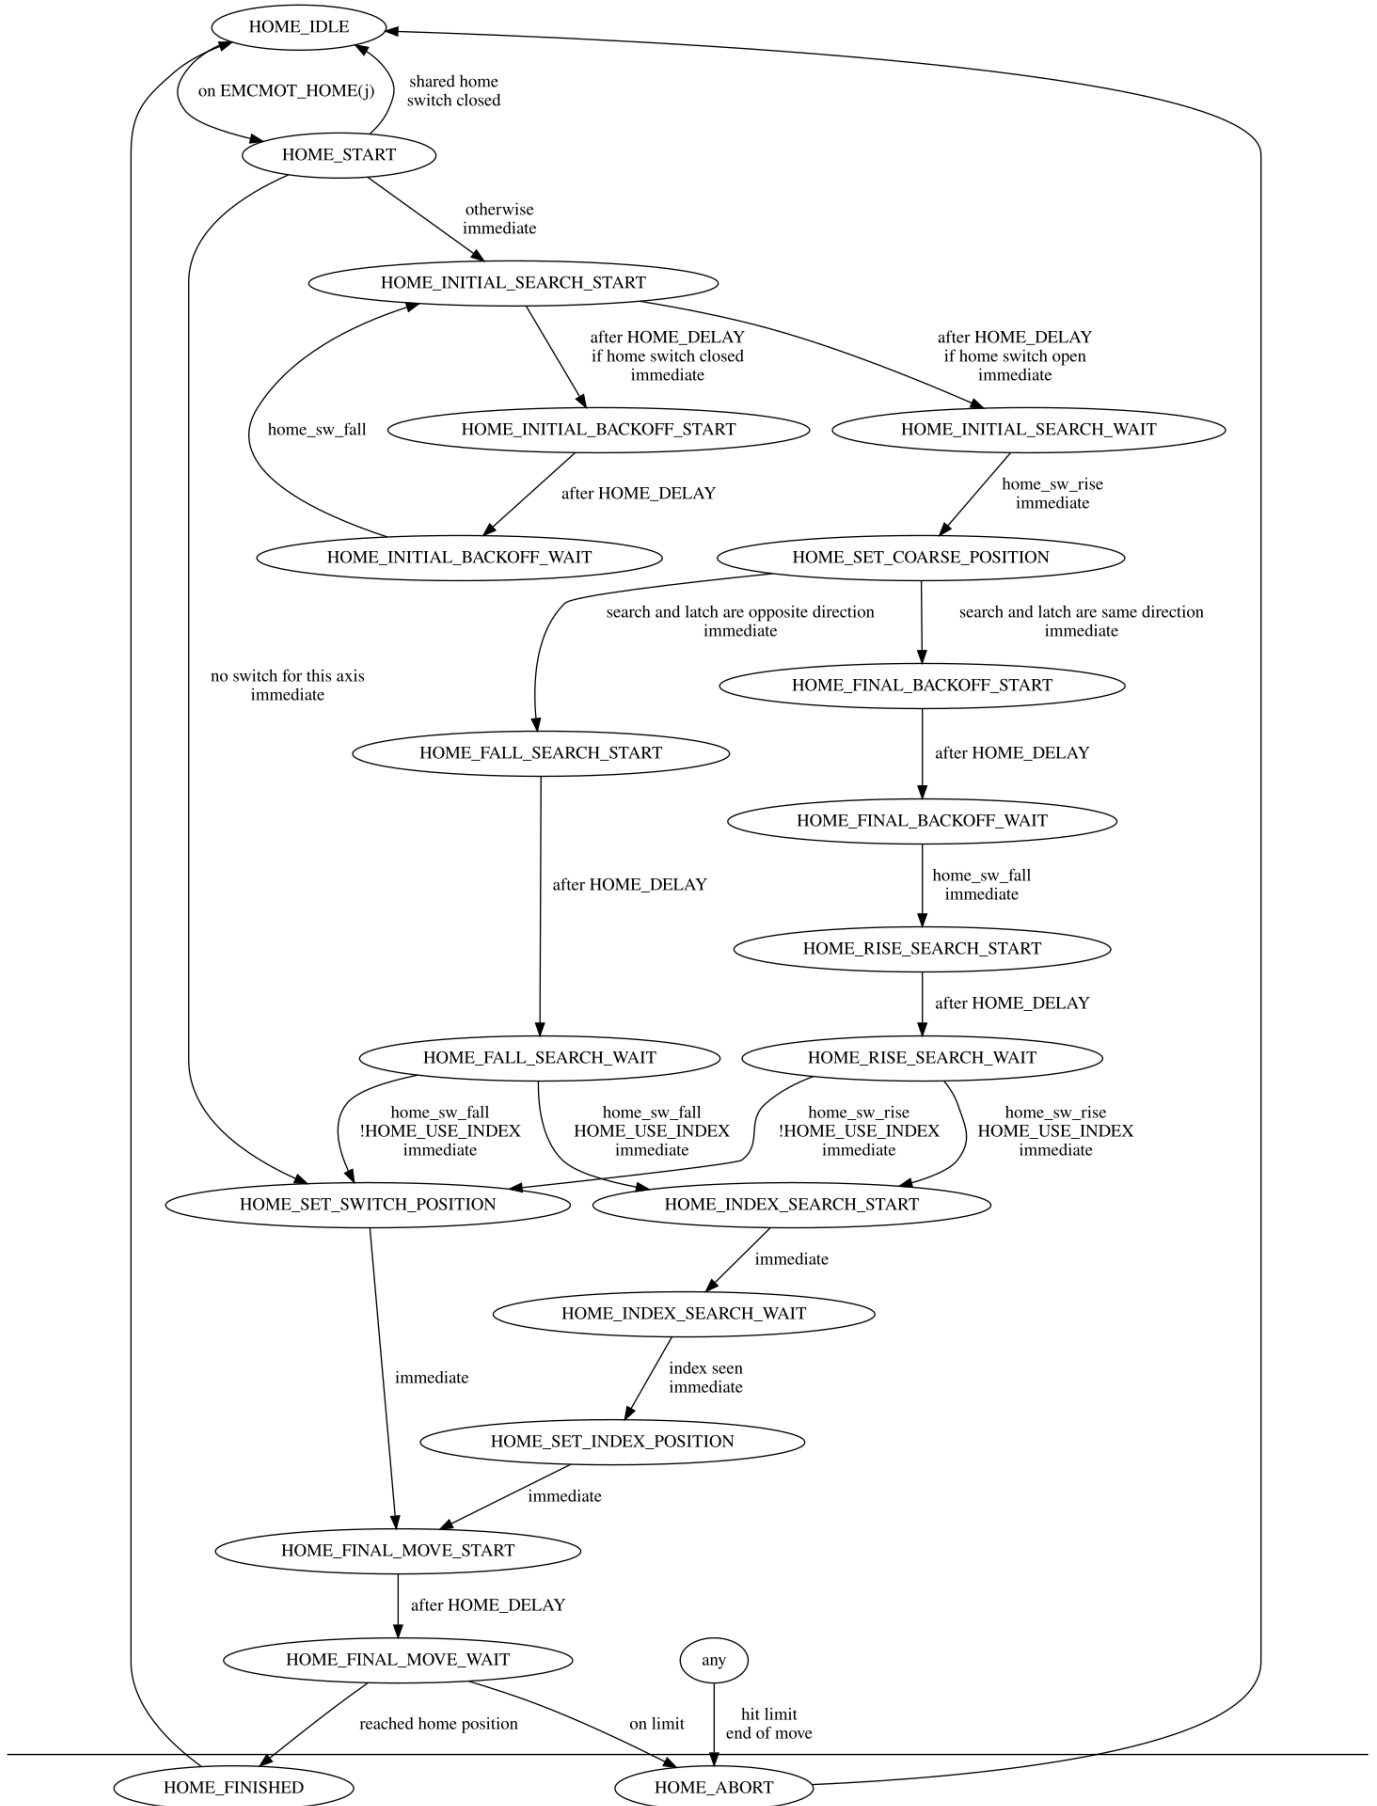 HOME_IDLE
on EMCMOT_HOME(j)
shared home
switch closed
HOME_START
otherwise
immediate
HOME_INITIAL_SEARCH_START
after HOME_DELAY
if home switch closed
immediate
after HOME_DELAY
if home switch open
immediate
home_sw_fall
HOME_INITIAL_BACKOFF_START
HOME_INITIAL_SEARCH_WAIT
after HOME_DELAY
home_sw_rise
immediate
HOME_INITIAL_BACKOFF_WAIT
HOME_SET_COARSE_POSITION
search and latch are opposite direction
immediate
search and latch are same direction
immediate
no switch for this axis
immediate
HOME_FINAL_BACKOFF_START
HOME_FALL_SEARCH_START
after HOME_DELAY
HOME_FINAL_BACKOFF_WAIT
after HOME_DELAY
home_sw_fall
immediate
HOME_RISE_SEARCH_START
after HOME_DELAY
HOME_FALL_SEARCH_WAIT
HOME_RISE_SEARCH_WAIT
home_sw_fall
!HOME_USE_INDEX
immediate
home_sw_fall
HOME_USE_INDEX
immediate
home_sw_rise
!HOME_USE_INDEX
immediate
home_sw_rise
HOME_USE_INDEX
immediate
HOME_SET_SWITCH_POSITION
HOME_INDEX_SEARCH_START
immediate
HOME_INDEX_SEARCH_WAIT
immediate
index seen
immediate
HOME_SET_INDEX_POSITION
immediate
HOME_FINAL_MOVE_START
after HOME_DELAY
HOME_FINAL_MOVE_WAIT
any
reached home position
on limit
hit limit
end of move
HOME_FINISHED
HOME_ABORT